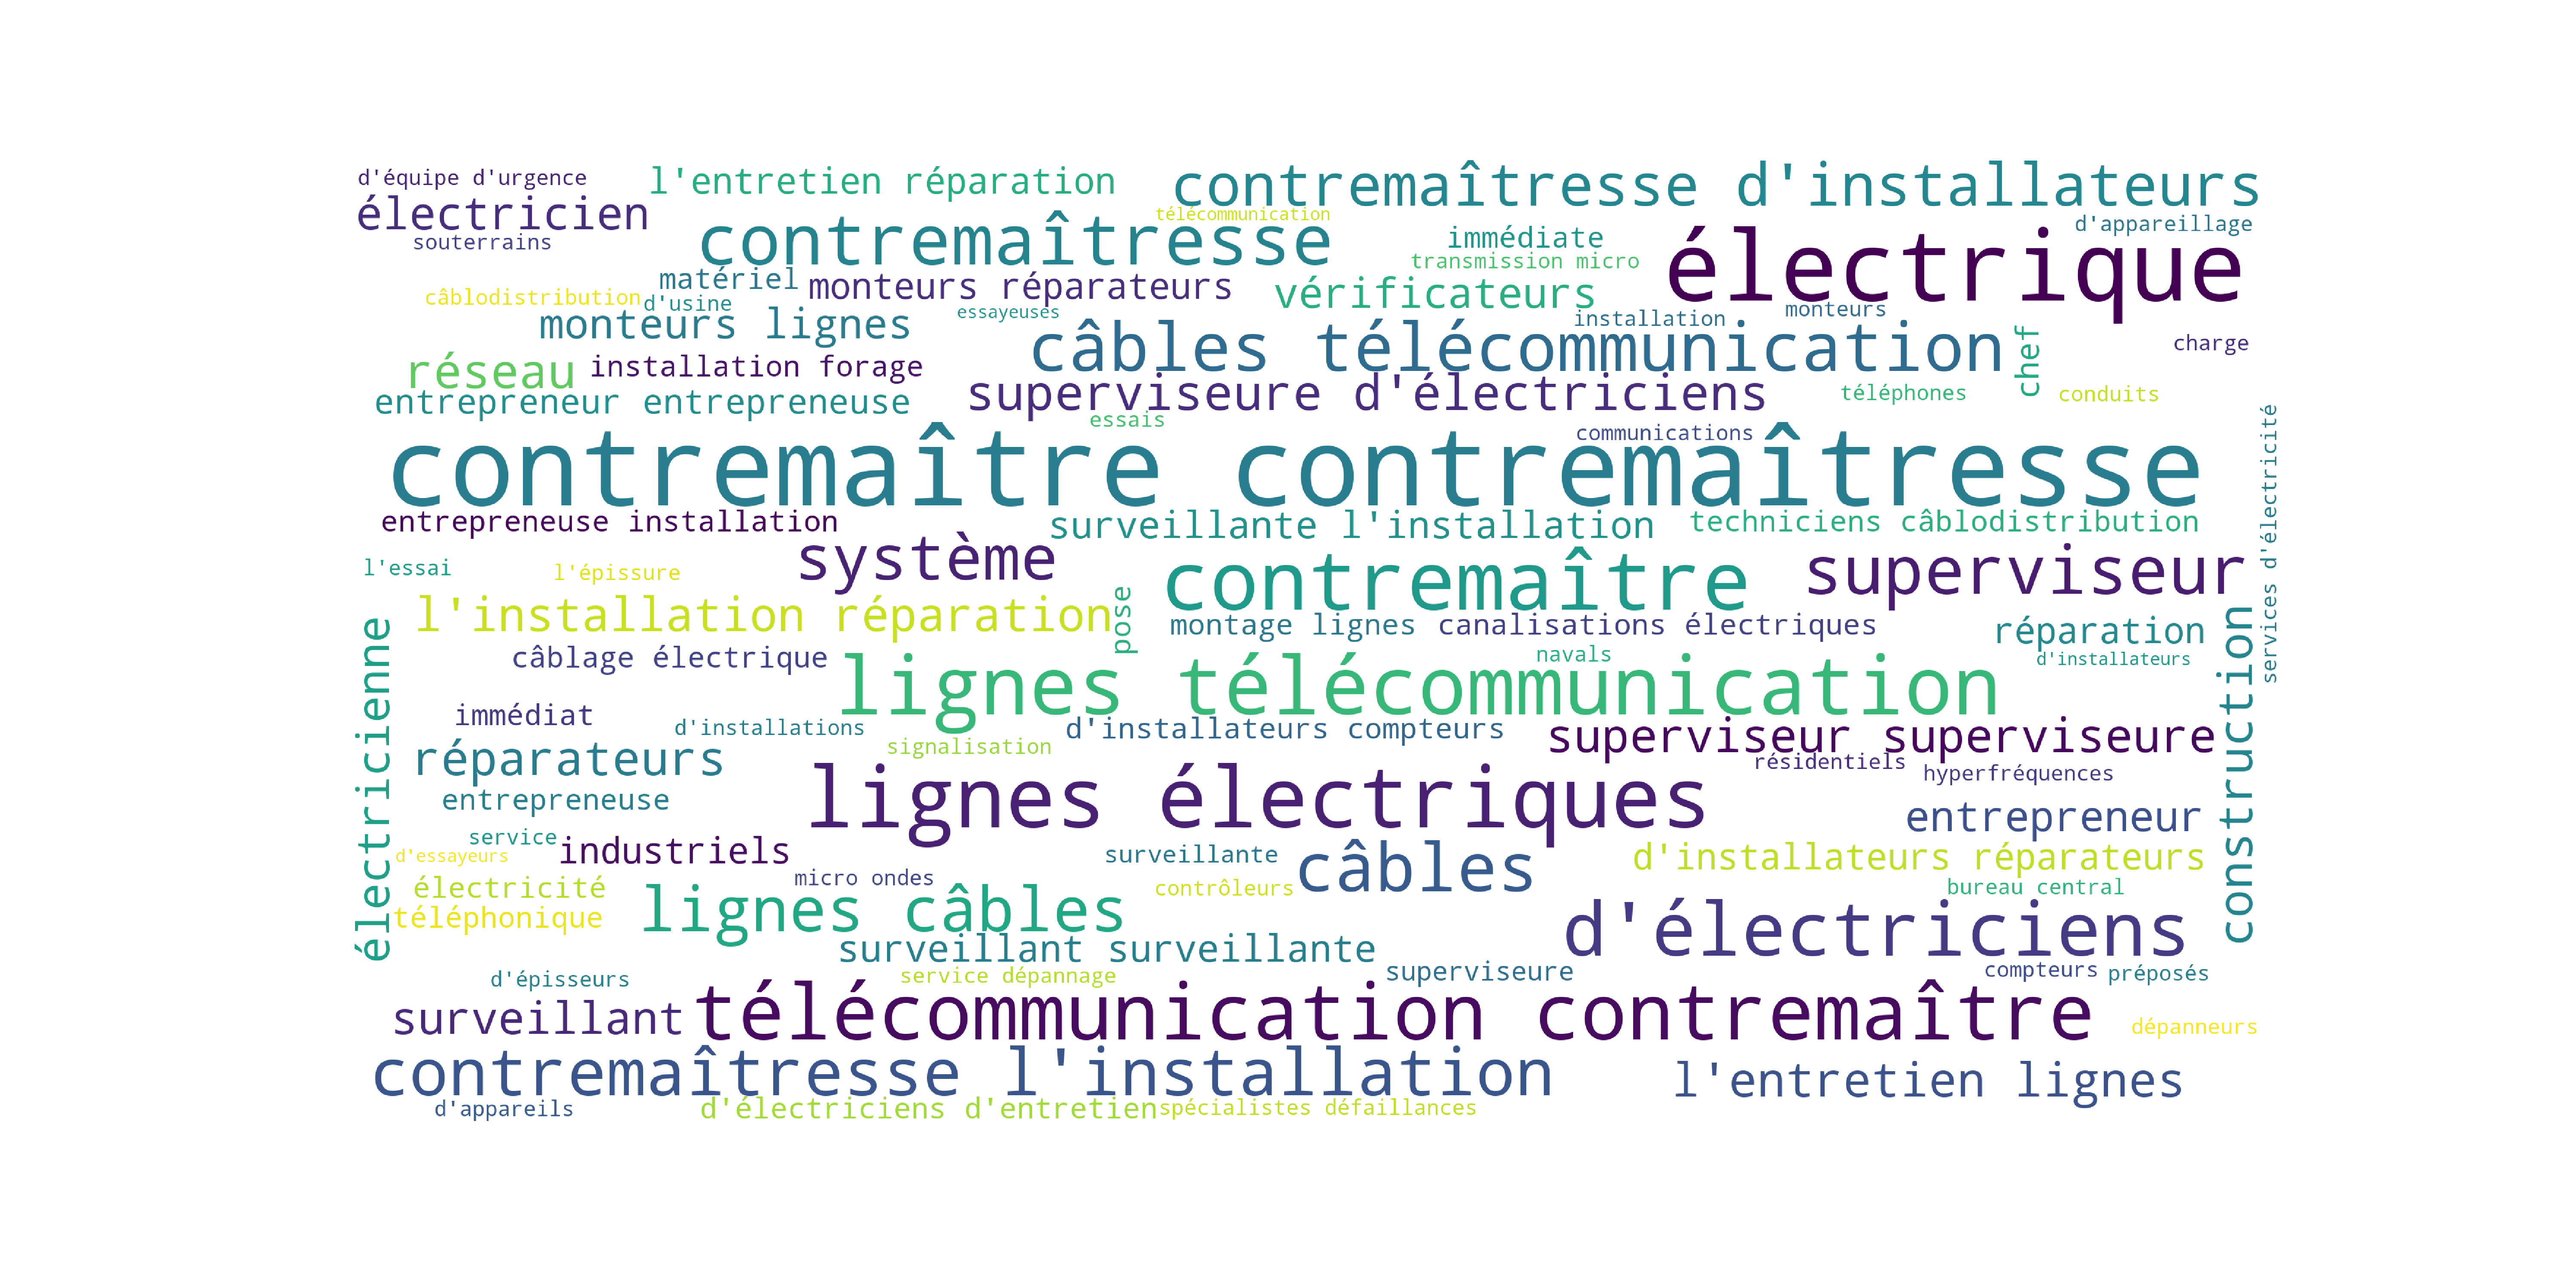 d'équipe d'urgence
l'entretien réparation
contremaîtresse d'installateurs
électricien
télécommunication
d'appareillage
souterrains
contremaîtresse
immédiate
électrique
transmission micro
matériel
monteurs réparateurs
vérificateurs
câblodistribution
d'usine
essayeuses
installation
monteurs
monteurs lignes
câbles télécommunication
chef
charge
réseau
installation forage
superviseure d'électriciens
téléphones
conduits
entrepreneur entrepreneuse
essais
communications
services d'électricité
contremaître contremaîtresse
entrepreneuse installation
surveillante l'installation
techniciens câblodistribution
système
l'essai
l'épissure
contremaître
superviseur
l'installation réparation
pose
montage lignes
canalisations électriques
réparation
construction
électricienne
câblage électrique
navals
d'installateurs
lignes télécommunication
immédiat
d'installations
d'installateurs compteurs
superviseur superviseure
signalisation
réparateurs
résidentiels
hyperfréquences
lignes électriques
entrepreneuse
entrepreneur
service
industriels
d'essayeurs
surveillante
câbles
d'installateurs réparateurs
micro ondes
électricité
contrôleurs
bureau central
téléphonique
lignes câbles
d'électriciens
surveillant surveillante
d'épisseurs
service dépannage
superviseure
compteurs
préposés
surveillant
télécommunication contremaître
dépanneurs
contremaîtresse l'installation
l'entretien lignes
d'appareils
d'électriciens d'entretien
spécialistes défaillances